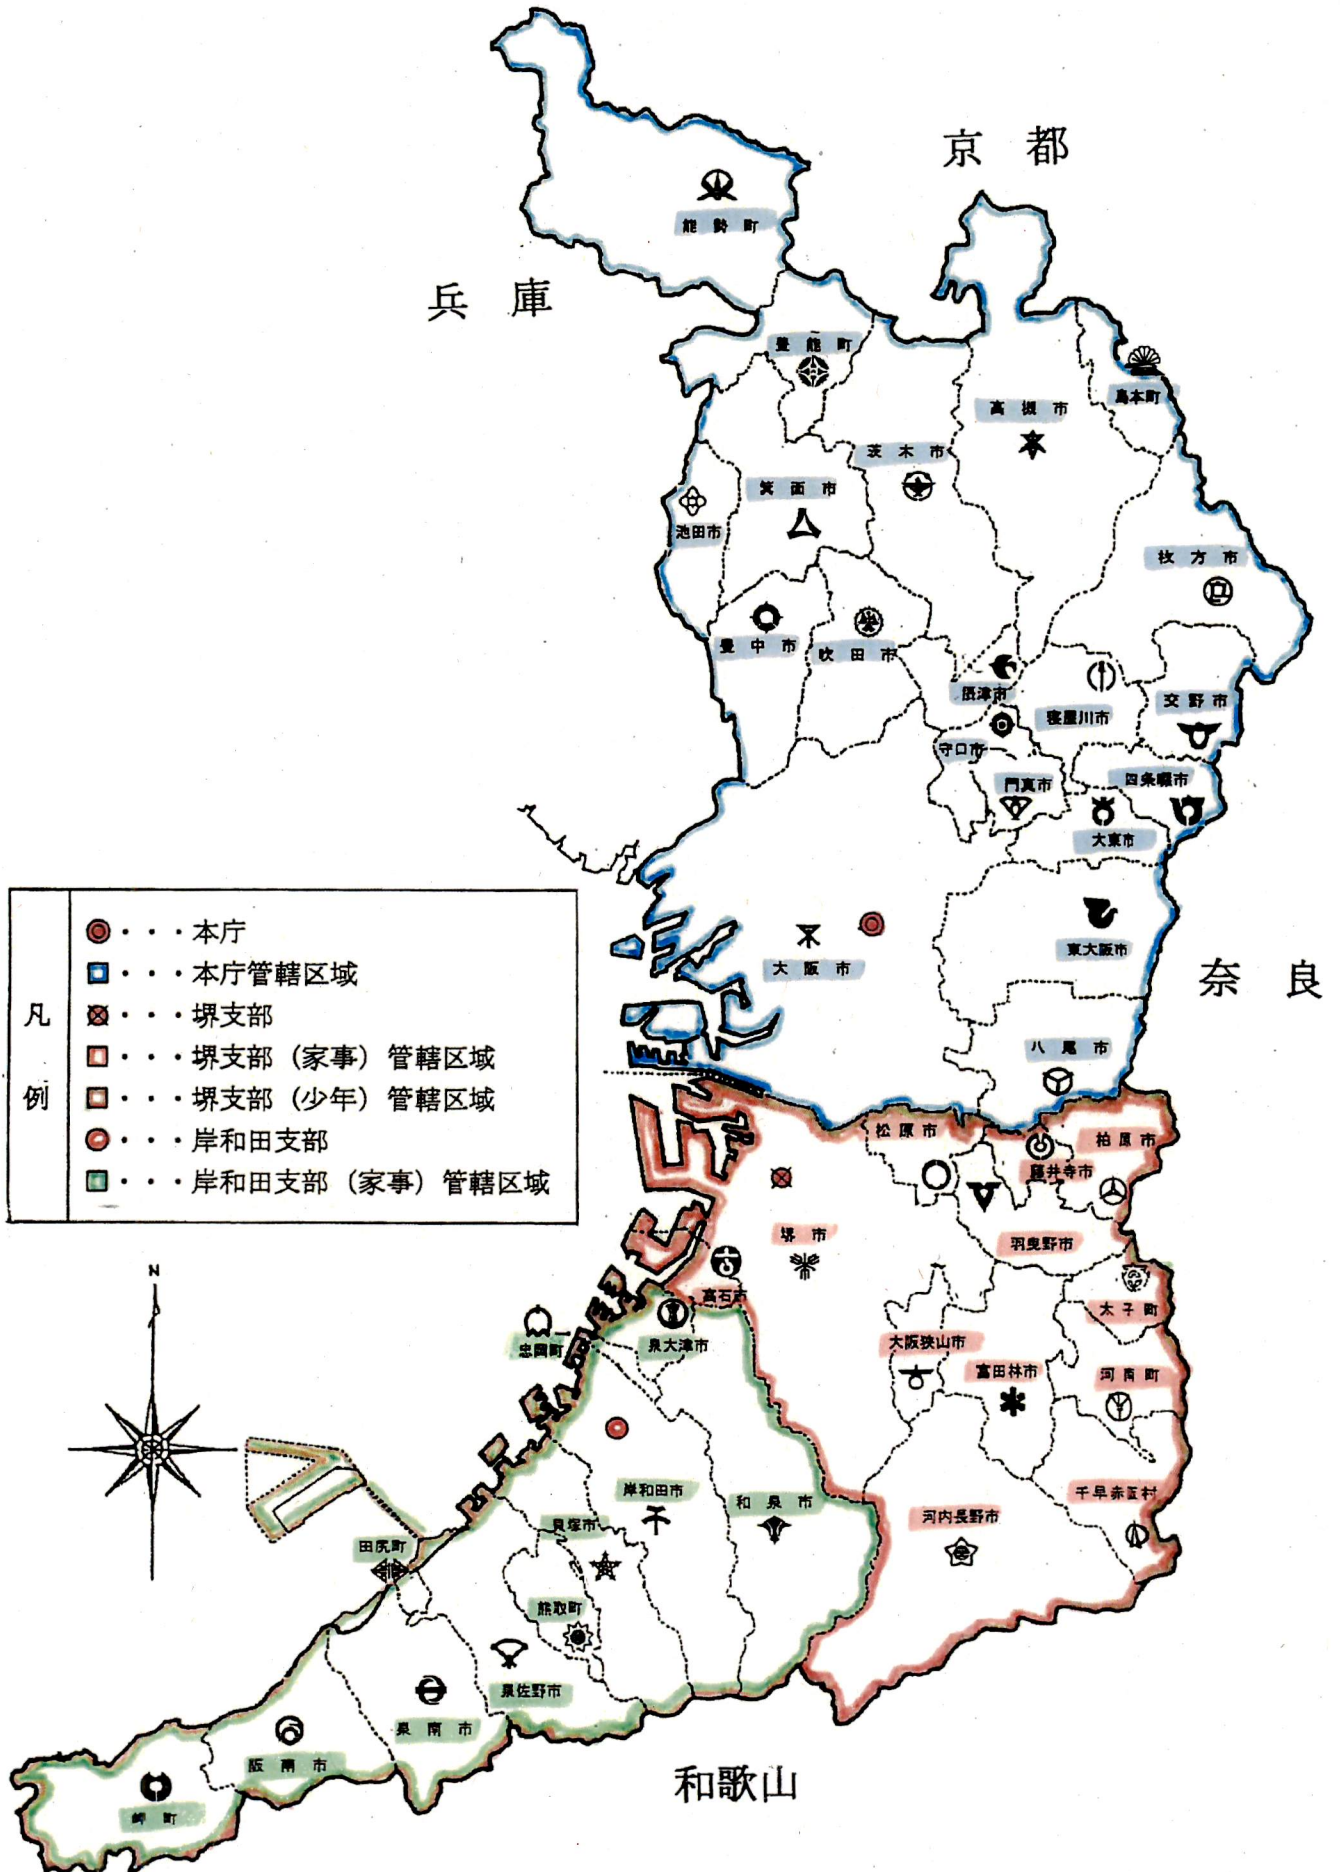 京都
兵庫
能勢町
豊能町
島本町
高槻市
茨木市
箕面市
池田市
枚方市
豊中市
吹田市
摂津市
寝屋川市
交野市
守口市
門真市
四条畷市
大東市
東大阪市
大阪市
奈良
八尾市
凡例
・・・本庁
・・・本庁管轄区域
・・・堺支部
・・・堺支部（家事）管轄区域
・・・堺支部（少年）管轄区域
・・・岸和田支部
・・・岸和田支部（家事）管轄区域
松原市
柏原市
藤井寺市
堺市
羽曳野市
高石市
太子町
泉大津市
忠岡町
大阪狭山市
富田林市
河南町
N
岸和田市
和泉市
千早赤阪村
河内長野市
貝塚市
田尻町
熊取町
泉佐野市
泉南市
阪南市
岬町
和歌山